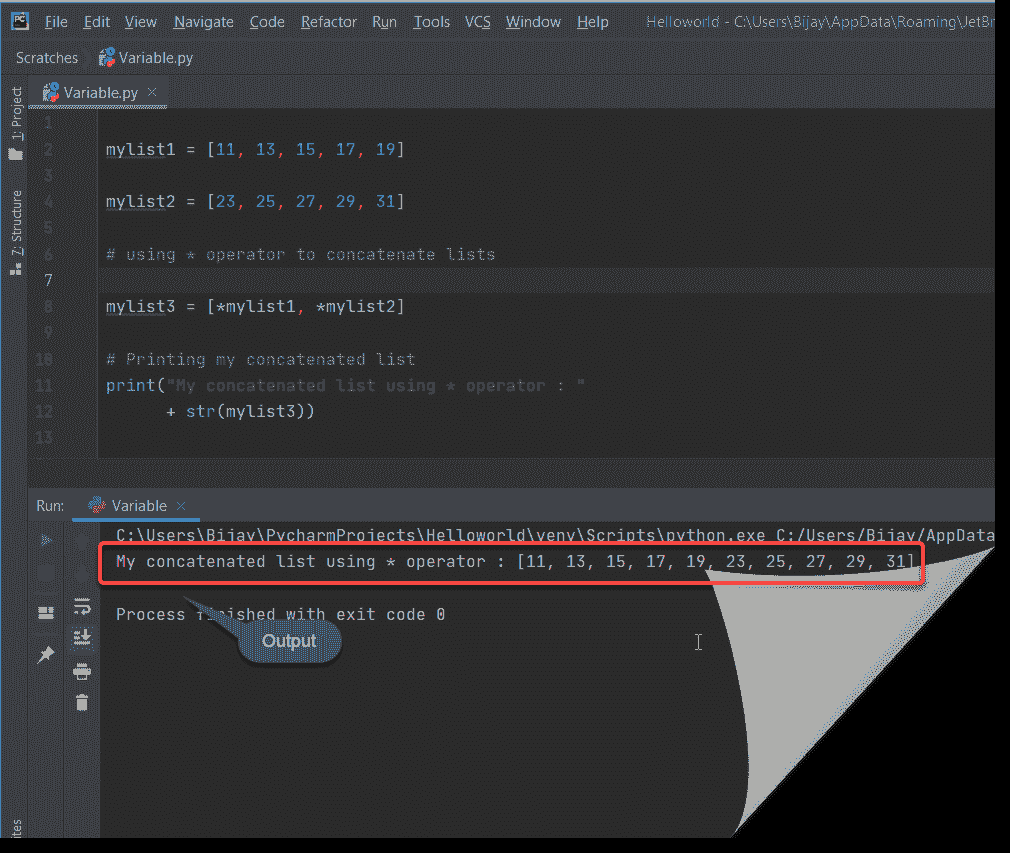 File Edit View Navigate Code Refactor Run Tools VCS Window Help Helloworld - C:\Users\Bijay\AppData\Roaming\JetBr
Scratches Variable.py
Variable.py
1: Project
Z: Structure
1
2 mylist1 = [11, 13, 15, 17, 19]
3
4 mylist2 = [23, 25, 27, 29, 31]
5
6 # using * operator to concatenate lists
7
8 mylist3 = [*mylist1, *mylist2]
9
10 # Printing my concatenated list
11 print("My concatenated list using * operator : "
12 + str(mylist3))
13
Run: Variable
C:\Users\Bijay\PycharmProjects\Helloworld\venv\Scripts\python.exe C:/Users/Bijay/AppData
My concatenated list using * operator : [11, 13, 15, 17, 19, 23, 25, 27, 29, 31]
Process finished with exit code 0
Output